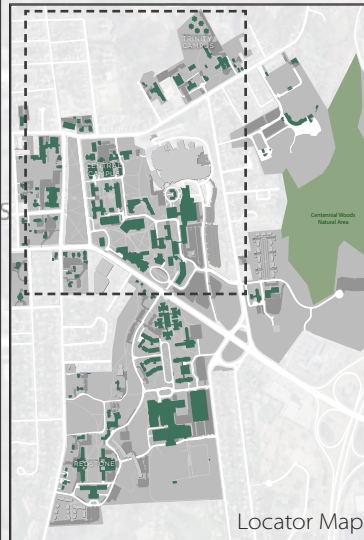 TRINITY
CAMPUS
CENTRAL
CAMPUS
S
Centennial Woods
Natural Area
REDSTONE
Locator Map